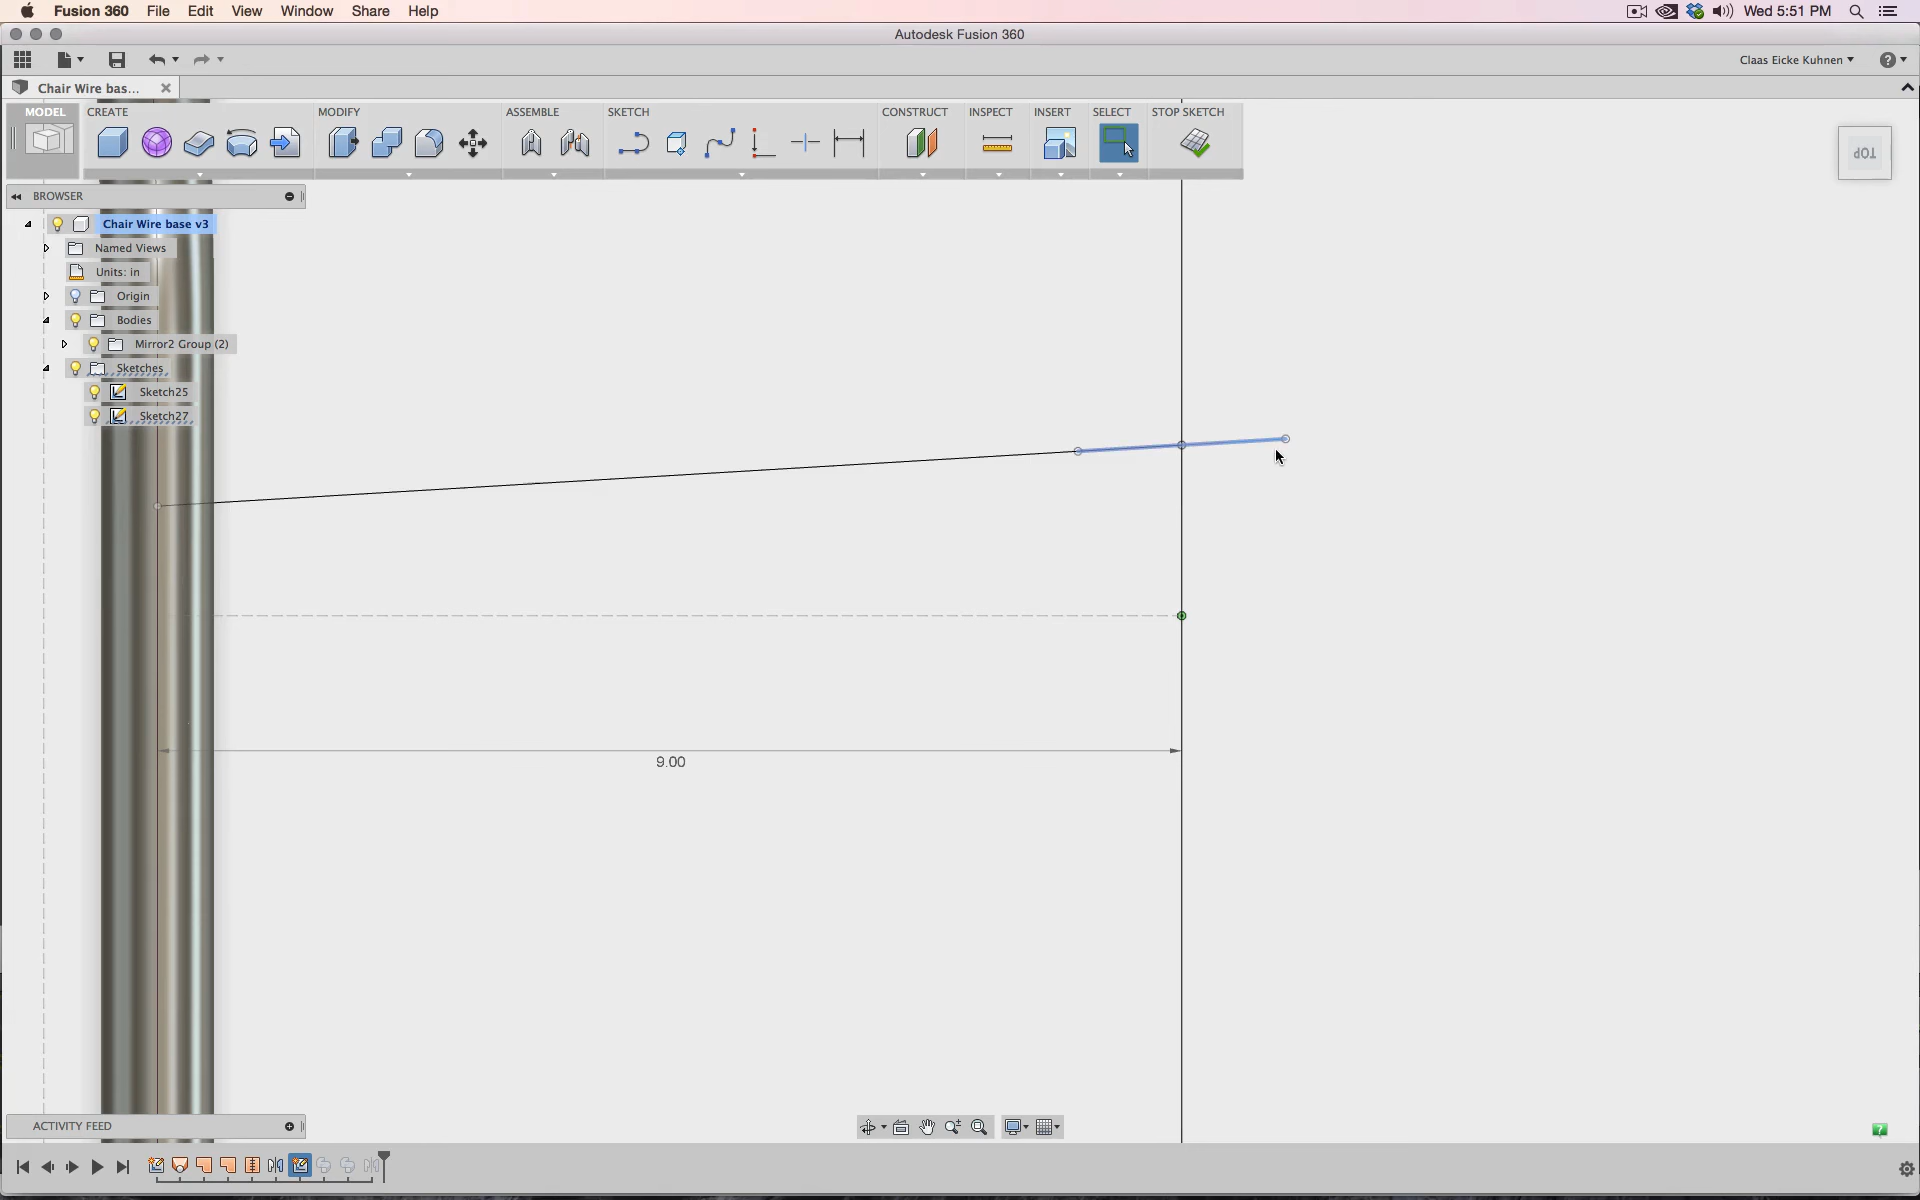 Fusion 360 File Edit View Window Share Help Wed 5:51 PM
Autodesk Fusion 360
Claas Eicke Kuhnen
Chair Wire bas...
MODEL CREATE MODIFY ASSEMBLE SKETCH CONSTRUCT INSPECT INSERT SELECT STOP SKETCH
TOP
BROWSER
Chair Wire base v3
Named Views
Units: in
Origin
Bodies
Mirror2 Group (2)
Sketches
Sketch25
Sketch27
9.00
ACTIVITY FEED